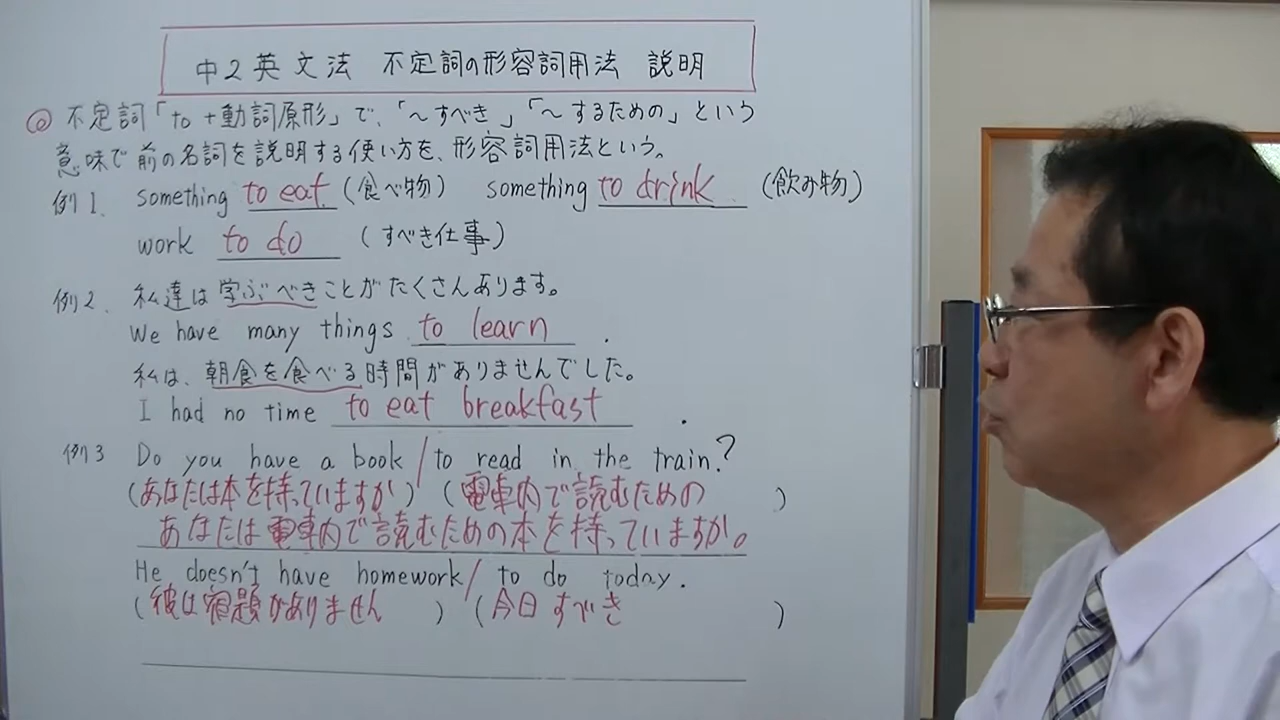 中2英文法 不定詞の形容詞用法 説明
◎ 不定詞「to+動詞原形」で、「～すべき」「～するための」という
意味で前の名詞を説明する使い方を、形容詞用法という。
例1. something to eat (食べ物) something to drink (飲み物)
work to do (すべき仕事)
例2. 私達は学ぶべきことがたくさんあります。
We have many things to learn .
私は、朝食を食べる時間がありませんでした。
I had no time to eat breakfast .
例3 Do you have a book / to read in the train.?
(あなたは本を持っていますか) (電車内で読むための )
あなたは電車内で読むための本を持っていますか。
He doesn't have homework / to do today.
(彼は宿題がありません ) (今日すべき )